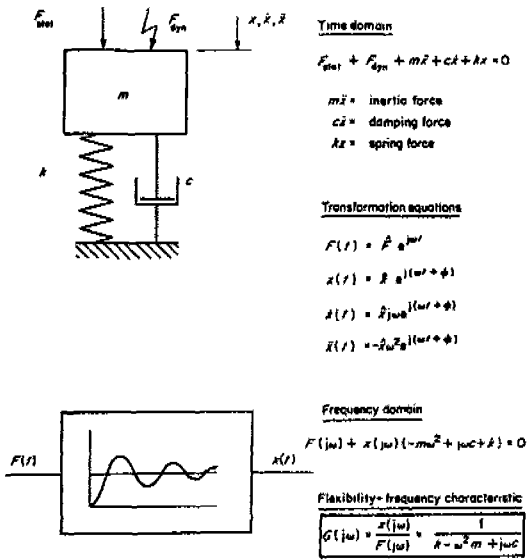 F_stat F_dyn x, ẋ, ẍ
m
k
c
Time domain
F_stat + F_dyn + mẍ + cẋ + kx = 0
mẍ = inertia force
cẋ = damping force
kx = spring force
Transformation equations
F(t) = F̂ e^jωt
x(t) = x̂ e^j(ωt + φ)
ẋ(t) = x̂jωe^j(ωt + φ)
ẍ(t) = -x̂ω²e^j(ωt + φ)
F(t)
x(t)
Frequency domain
F(jω) + x(jω)(-mω² + jωc + k) = 0
Flexibility-frequency characteristic
G(jω) = x(jω)/F(jω) = 1/(k - ω²m + jωc)